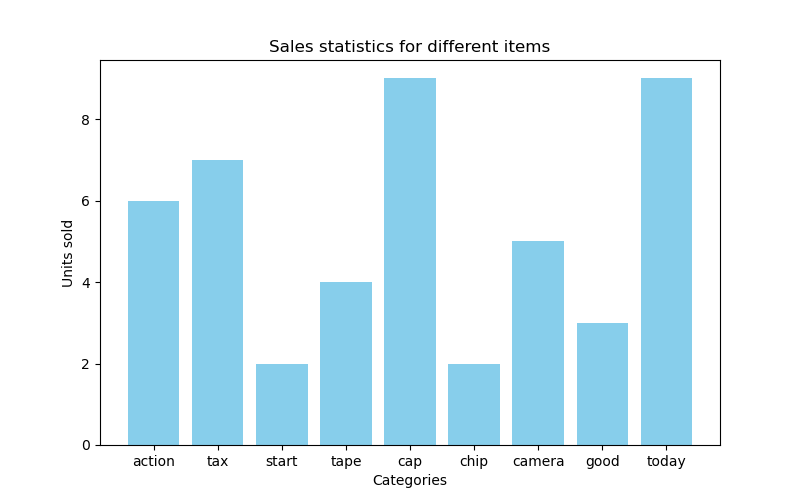 Sales statistics for different items
8
6
4
2
0
Units sold
action tax start tape cap chip camera good today
Categories